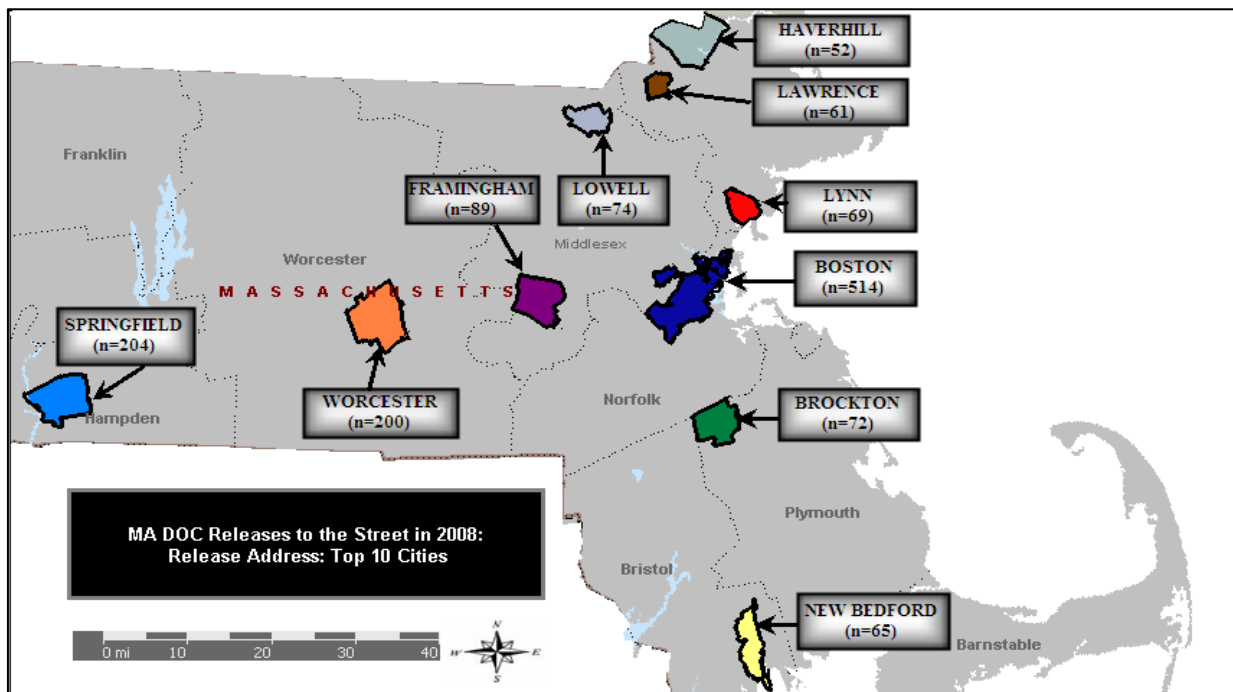 HAVERHILL
(n=52)
LAWRENCE
(n=61)
Franklin
FRAMINGHAM
(n=89)
LOWELL
(n=74)
LYNN
(n=69)
Middlesex
Worcester
BOSTON
(n=514)
MASSACHUSETTS
SPRINGFIELD
(n=204)
Hampden
WORCESTER
(n=200)
Norfolk
BROCKTON
(n=72)
MA DOC Releases to the Street in 2008:
Release Address: Top 10 Cities
Plymouth
Bristol
NEW BEDFORD
(n=65)
Barnstable
0 mi 10 20 30 40
N
W E
S